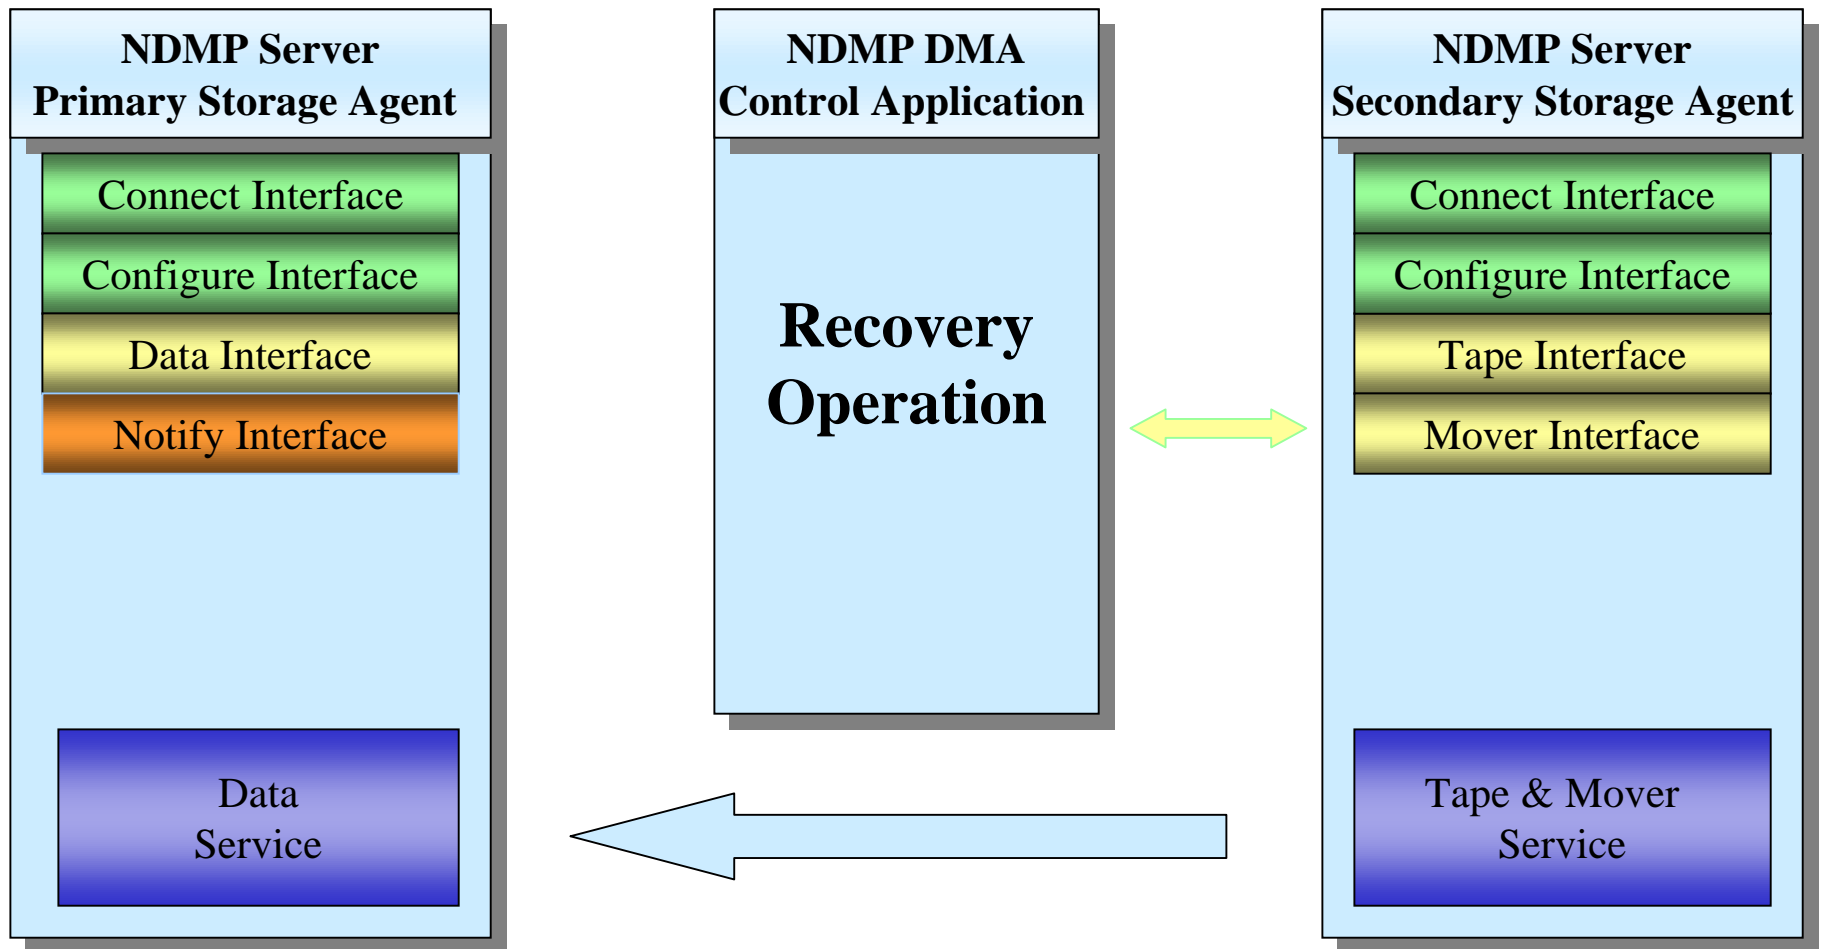 NDMP Server
Primary Storage Agent
Connect Interface
Configure Interface
Data Interface
Notify Interface
Data
Service
NDMP DMA
Control Application
Recovery
Operation
NDMP Server
Secondary Storage Agent
Connect Interface
Configure Interface
Tape Interface
Mover Interface
Tape & Mover
Service